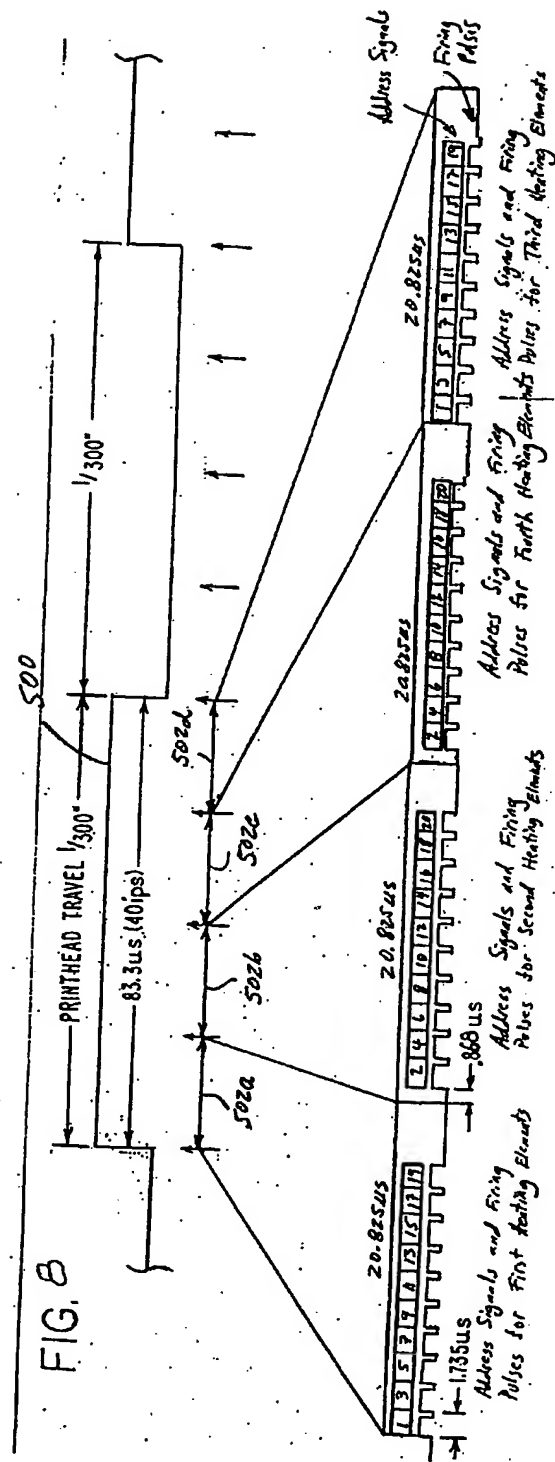 FIG. 8
500
PRINTHEAD TRAVEL 1/300"
1/300"
83.3us (40ips)
502a
502b
502c
502d
20.825us
20.825us
20.825us
20.825us
Address Signals
Firing
1 3 5 7 9 11 13 15 17 19
2 4 6 8 10 12 14 16 18 20
2 4 6 8 10 12 14 16 18 20
1 3 5 7 9 11 13 15 17 19
1.735us
.868us
Address Signals and Firing
Pulses for First Heating Elements
Address Signals and Firing
Pulses for Second Heating Elements
Address Signals and Firing
Pulses for Fourth Heating Elements
Address Signals and Firing
Pulses for Third Heating Elements